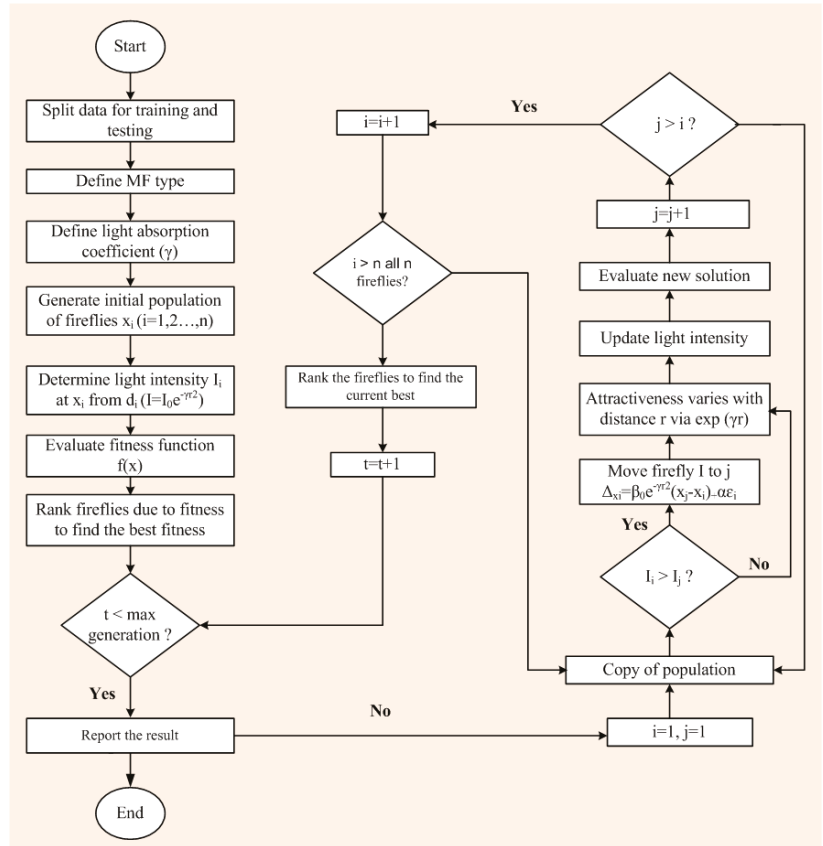 Start
Split data for training and
testing
Define MF type
Define light absorption
coefficient (γ)
Generate initial population
of fireflies xᵢ (i=1,2…,n)
Determine light intensity Iᵢ
at xᵢ from dᵢ (I=I₀e^-γr2)
Evaluate fitness function
f(x)
Rank fireflies due to fitness
to find the best fitness
t < max
generation ?
Yes
Report the result
End
No
i=1, j=1
Copy of population
Iᵢ > Iⱼ ?
No
Yes
Move firefly I to j
Δₓᵢ=β₀e^-γr2(xⱼ-xᵢ)₋αεᵢ
Attractiveness varies with
distance r via exp (γr)
Update light intensity
Evaluate new solution
j=j+1
j > i ?
Yes
i=i+1
i > n all n
fireflies?
Rank the fireflies to find the
current best
t=t+1